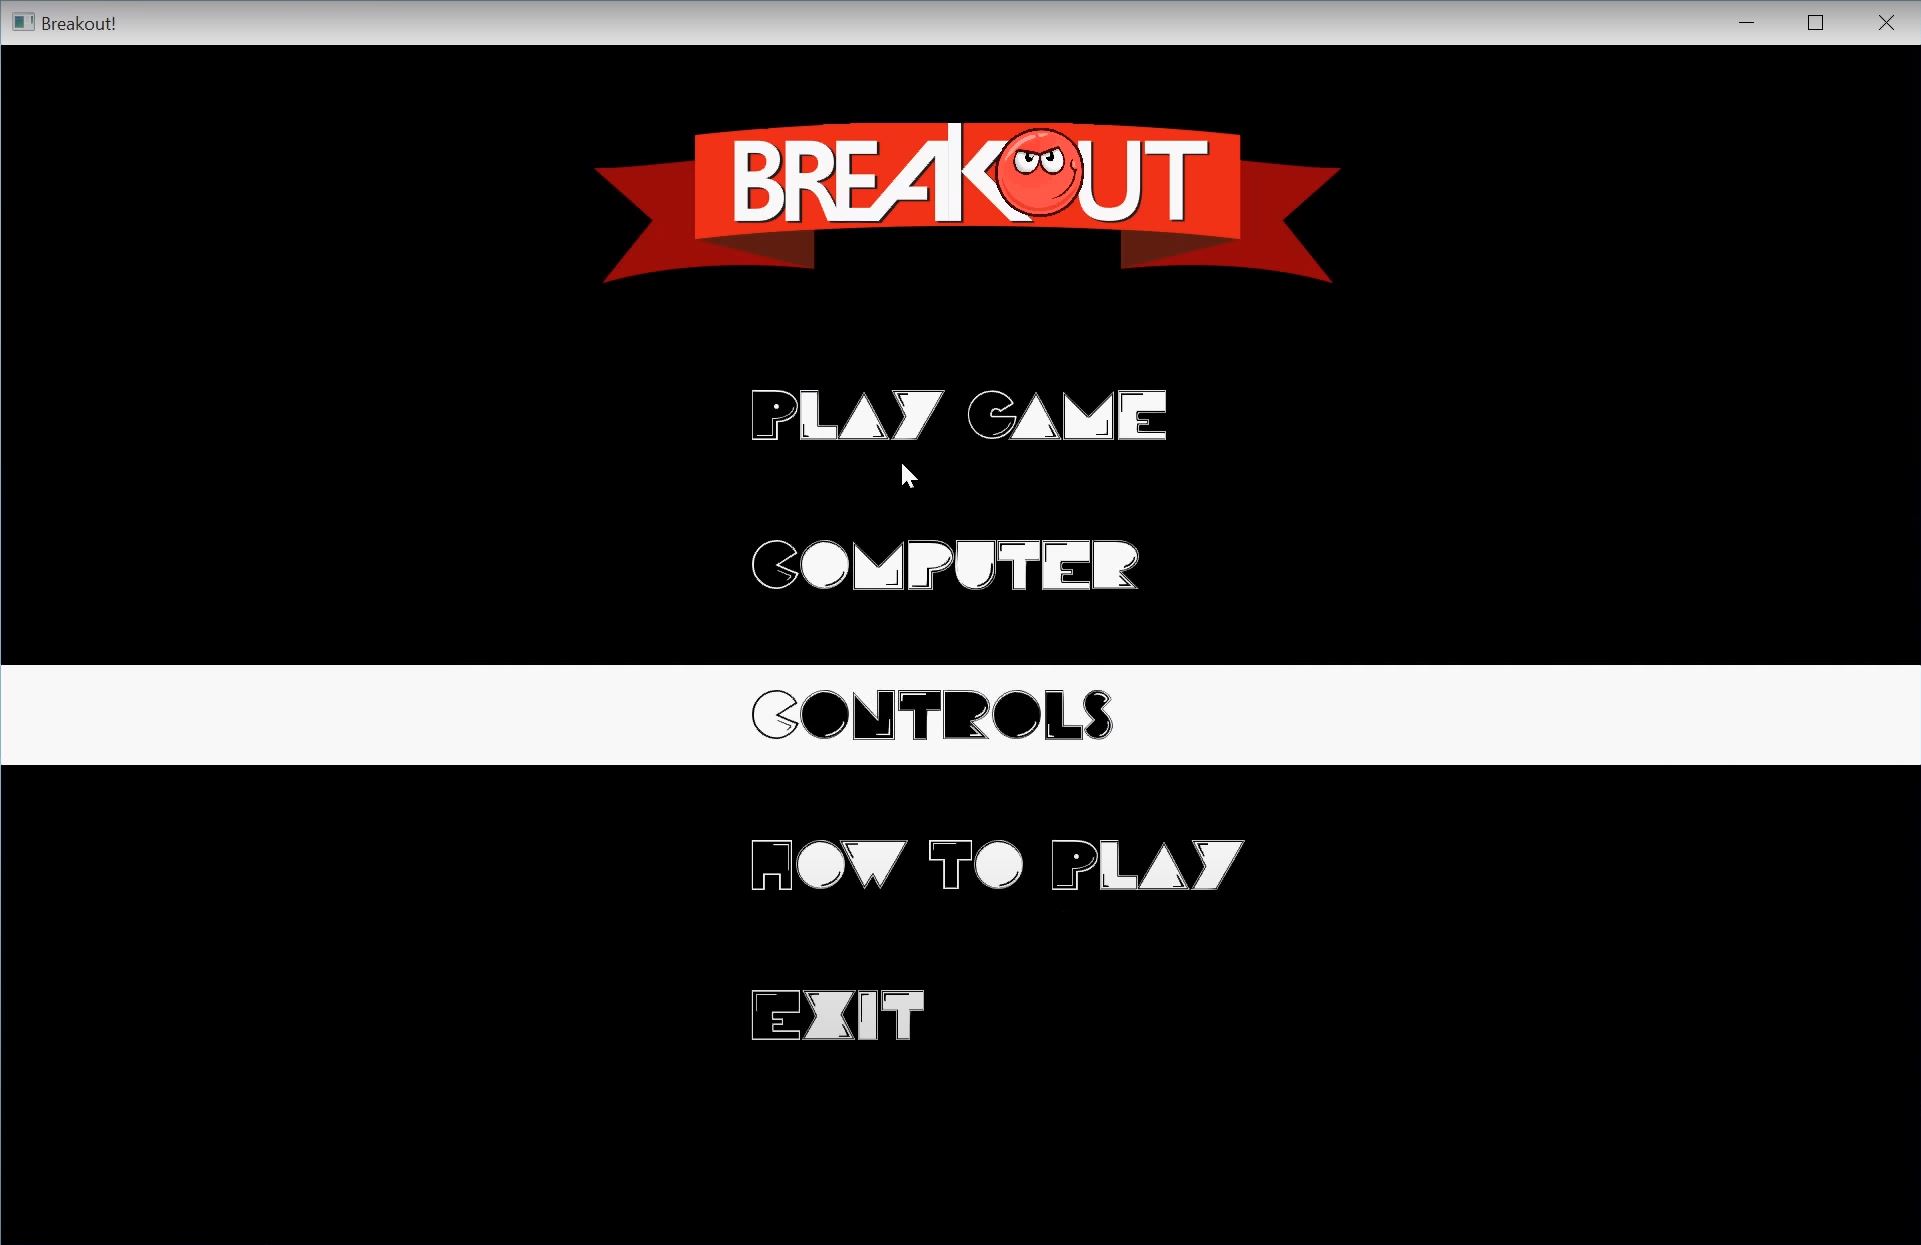 Breakout!
BREAKOUT
Play Game
Computer
Controls
How To Play
Exit